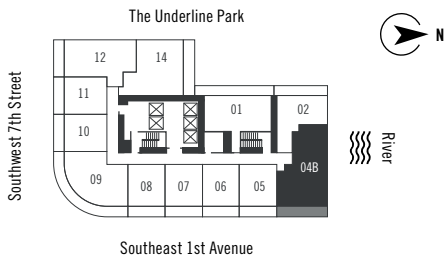 The Underline Park
N
12
14
11
01
02
10
Southwest 7th Street
River
04B
09
08
07
06
05
Southeast 1st Avenue